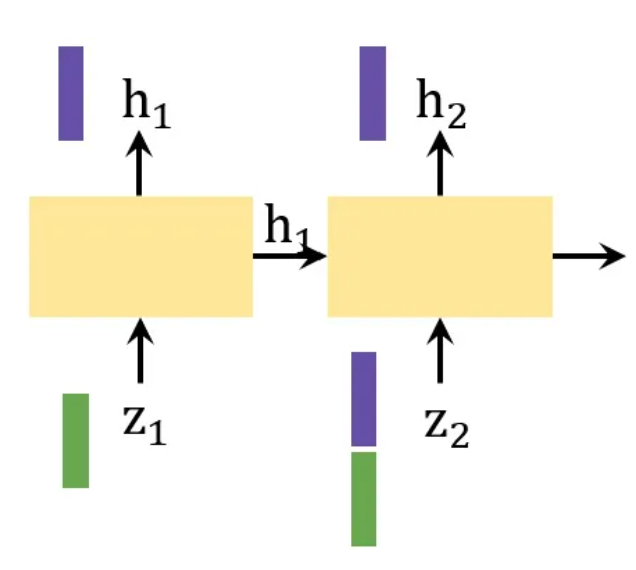 h₁ h₂
h₁
z₁ z₂